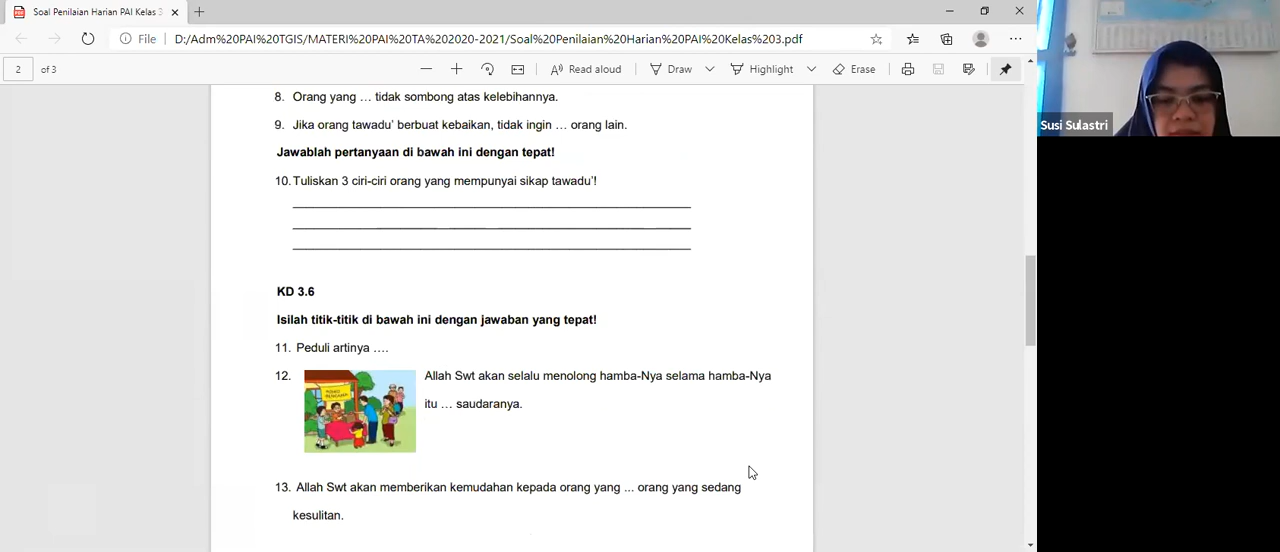 Soal Penilaian Harian PAI Kelas 3
File D:/Adm%20PAI%20TGIS/MATERI%20PAI%20TA%202020-2021/Soal%20Penilaian%20Harian%20PAI%20Kelas%203.pdf
2 of 3 Read aloud Draw Highlight Erase
Susi Sulastri
8. Orang yang … tidak sombong atas kelebihannya.
9. Jika orang tawadu’ berbuat kebaikan, tidak ingin … orang lain.
Jawablah pertanyaan di bawah ini dengan tepat!
10. Tuliskan 3 ciri-ciri orang yang mempunyai sikap tawadu’!
KD 3.6
Isilah titik-titik di bawah ini dengan jawaban yang tepat!
11. Peduli artinya ….
12. Allah Swt akan selalu menolong hamba-Nya selama hamba-Nya
itu … saudaranya.
13. Allah Swt akan memberikan kemudahan kepada orang yang ... orang yang sedang
kesulitan.